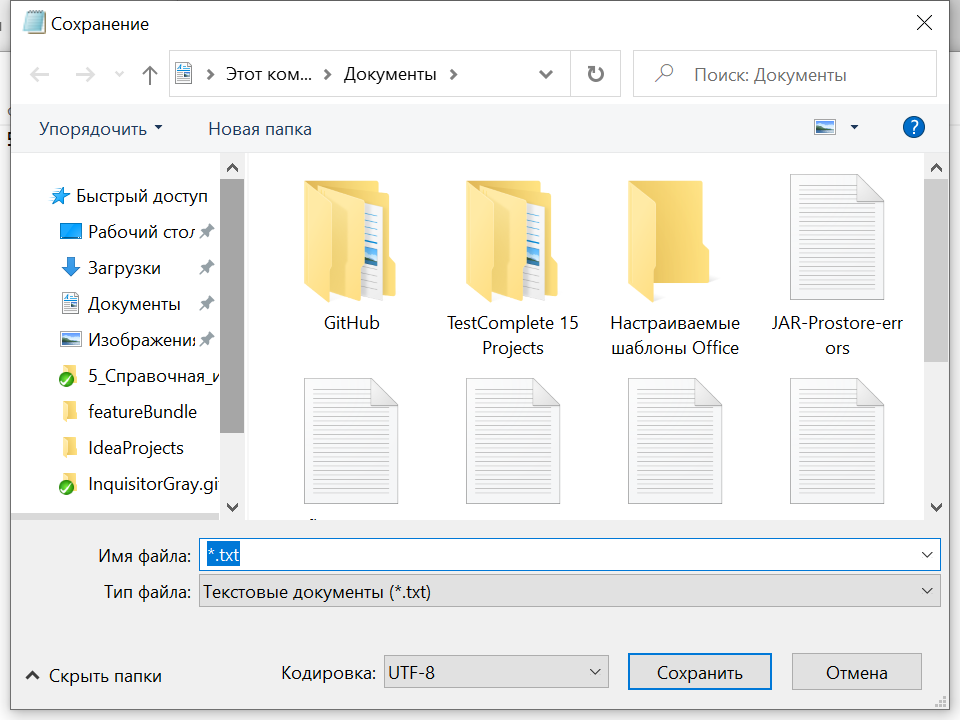 Сохранение
Этот ком... Документы
Поиск: Документы
Упорядочить
Новая папка
?
Быстрый доступ
Рабочий стол
Загрузки
Документы
Изображения
5_Справочная_и
featureBundle
IdeaProjects
InquisitorGray.gi
GitHub
TestComplete 15
Projects
Настраиваемые
шаблоны Office
JAR-Prostore-err
ors
Имя файла: *.txt
Тип файла: Текстовые документы (*.txt)
Скрыть папки
Кодировка: UTF-8
Сохранить
Отмена